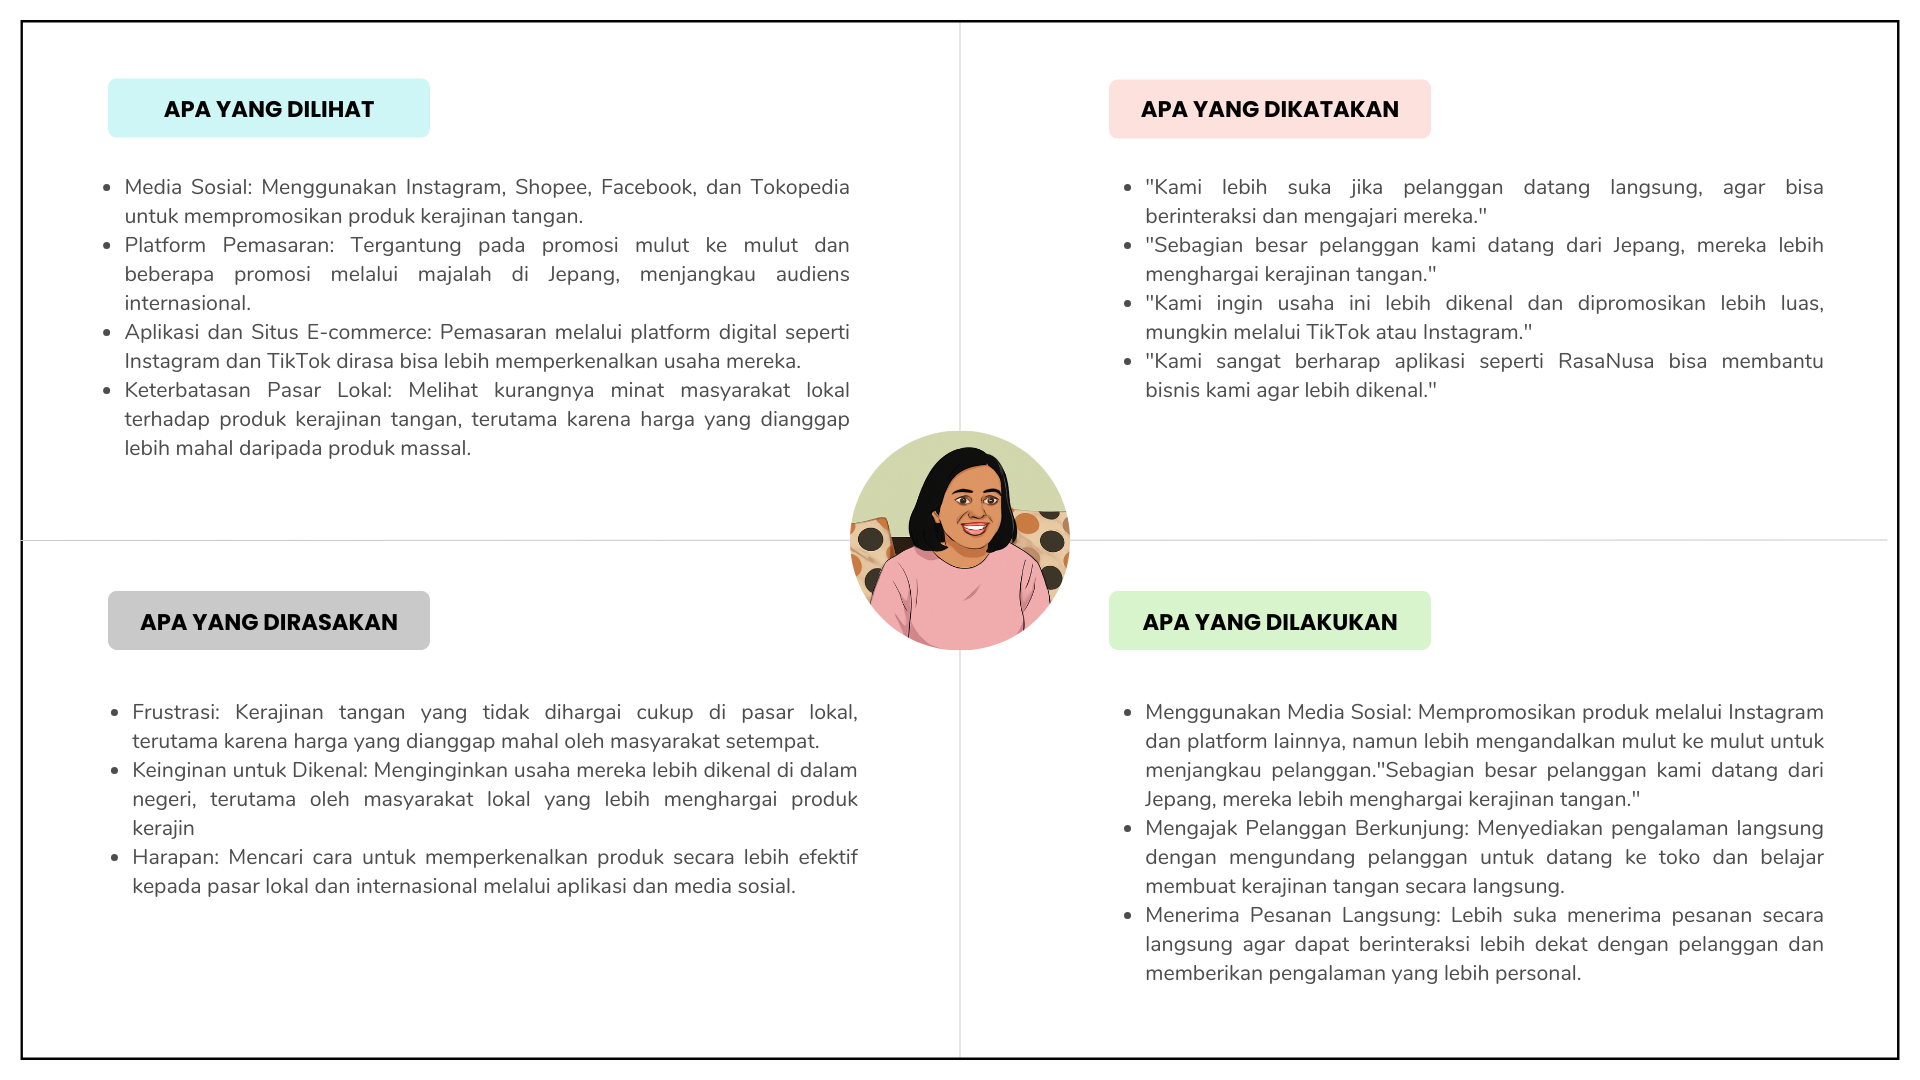 APA YANG DILIHAT
• Media Sosial: Menggunakan Instagram, Shopee, Facebook, dan Tokopedia
untuk mempromosikan produk kerajinan tangan.
• Platform Pemasaran: Tergantung pada promosi mulut ke mulut dan
beberapa promosi melalui majalah di Jepang, menjangkau audiens
internasional.
• Aplikasi dan Situs E-commerce: Pemasaran melalui platform digital seperti
Instagram dan TikTok dirasa bisa lebih memperkenalkan usaha mereka.
• Keterbatasan Pasar Lokal: Melihat kurangnya minat masyarakat lokal
terhadap produk kerajinan tangan, terutama karena harga yang dianggap
lebih mahal daripada produk massal.
APA YANG DIKATAKAN
• "Kami lebih suka jika pelanggan datang langsung, agar bisa
berinteraksi dan mengajari mereka."
• "Sebagian besar pelanggan kami datang dari Jepang, mereka lebih
menghargai kerajinan tangan."
• "Kami ingin usaha ini lebih dikenal dan dipromosikan lebih luas,
mungkin melalui TikTok atau Instagram."
• "Kami sangat berharap aplikasi seperti RasaNusa bisa membantu
bisnis kami agar lebih dikenal."
APA YANG DIRASAKAN
• Frustrasi: Kerajinan tangan yang tidak dihargai cukup di pasar lokal,
terutama karena harga yang dianggap mahal oleh masyarakat setempat.
• Keinginan untuk Dikenal: Menginginkan usaha mereka lebih dikenal di dalam
negeri, terutama oleh masyarakat lokal yang lebih menghargai produk
kerajin
• Harapan: Mencari cara untuk memperkenalkan produk secara lebih efektif
kepada pasar lokal dan internasional melalui aplikasi dan media sosial.
APA YANG DILAKUKAN
• Menggunakan Media Sosial: Mempromosikan produk melalui Instagram
dan platform lainnya, namun lebih mengandalkan mulut ke mulut untuk
menjangkau pelanggan."Sebagian besar pelanggan kami datang dari
Jepang, mereka lebih menghargai kerajinan tangan."
• Mengajak Pelanggan Berkunjung: Menyediakan pengalaman langsung
dengan mengundang pelanggan untuk datang ke toko dan belajar
membuat kerajinan tangan secara langsung.
• Menerima Pesanan Langsung: Lebih suka menerima pesanan secara
langsung agar dapat berinteraksi lebih dekat dengan pelanggan dan
memberikan pengalaman yang lebih personal.